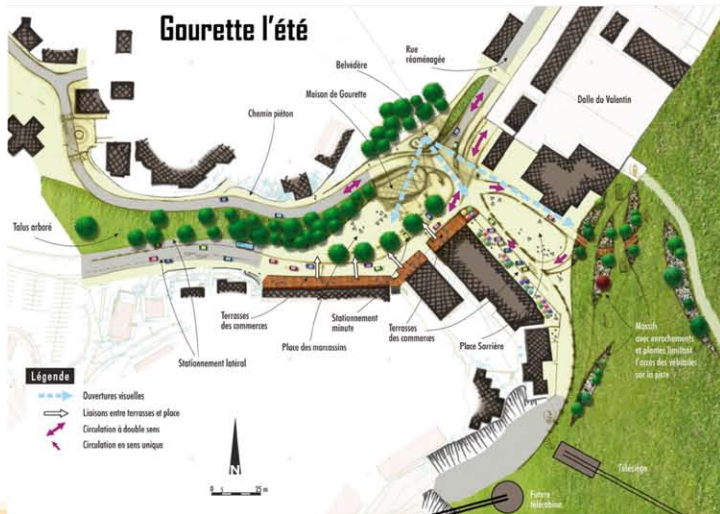 Gourette l'été
Rue
réaménagée
Belvédère
Maison de Gourette
Chemin piéton
Dalle du Valentin
Talus arboré
Terrasses
des commerces
Stationnement
minute
Terrasses
des commerces
Place Sarrière
Place des marcassins
Stationnement latéral
Massifs
avec enrochements
et plantes limitant
l'accès des véhicules
sur la piste
Légende
Ouvertures visuelles
Liaisons entre terrasses et place
Circulation à double sens
Circulation en sens unique
N
0 5 25 m
Télésiège
Future
télécabine